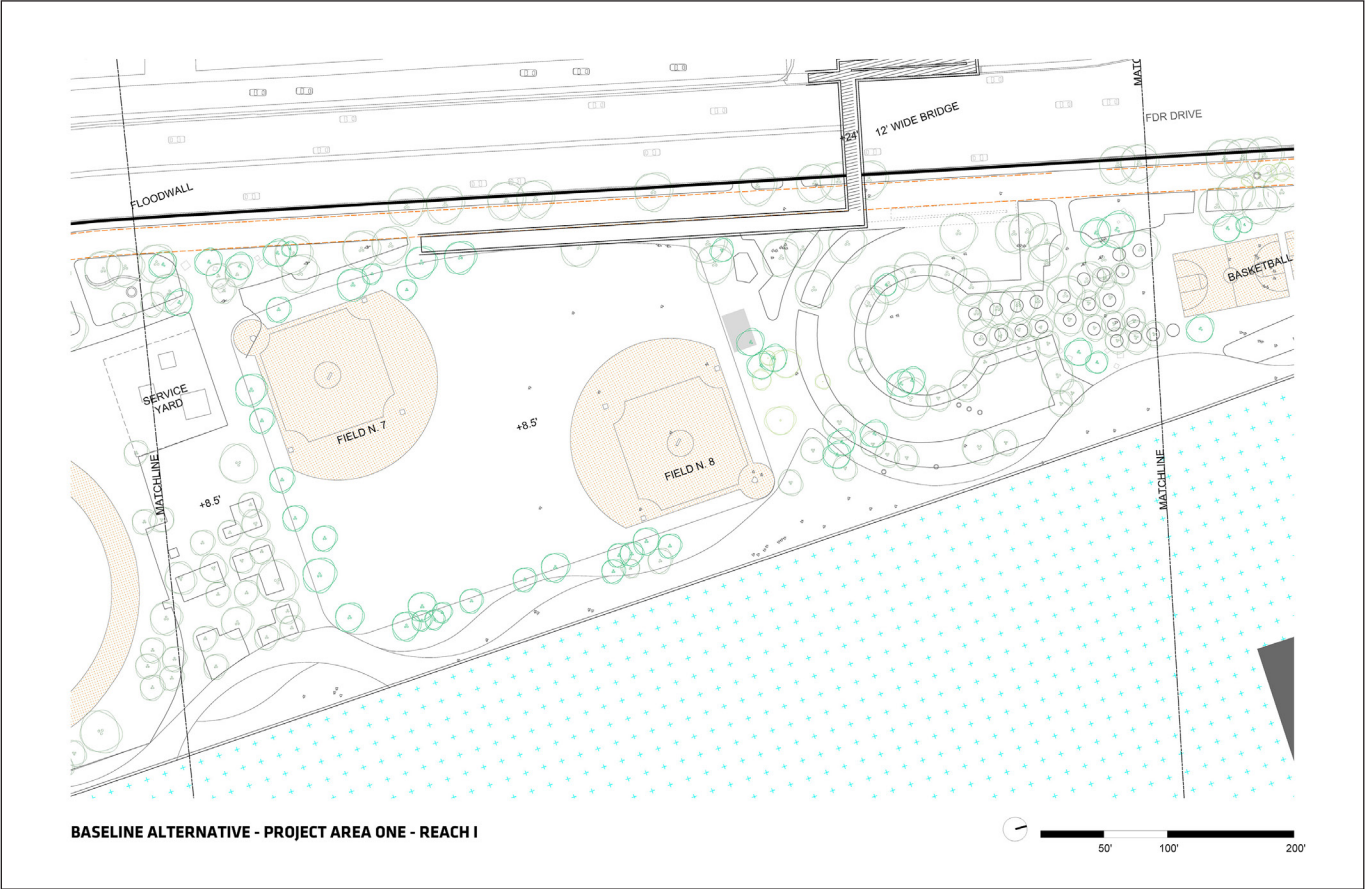 MATC
FDR DRIVE
12' WIDE BRIDGE
+24'
FLOODWALL
BASKETBALL
SERVICE
YARD
FIELD N. 7
+8.5'
FIELD N. 8
MATCHLINE
+8.5'
MATCHLINE
BASELINE ALTERNATIVE - PROJECT AREA ONE - REACH I
50'
100'
200'